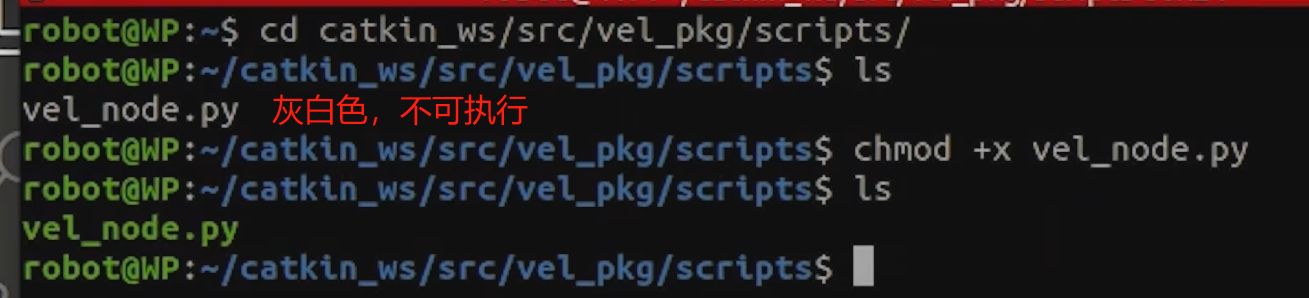 robot@WP:~$ cd catkin_ws/src/vel_pkg/scripts/
robot@WP:~/catkin_ws/src/vel_pkg/scripts$ ls
vel_node.py 灰白色，不可执行
robot@WP:~/catkin_ws/src/vel_pkg/scripts$ chmod +x vel_node.py
robot@WP:~/catkin_ws/src/vel_pkg/scripts$ ls
vel_node.py
robot@WP:~/catkin_ws/src/vel_pkg/scripts$